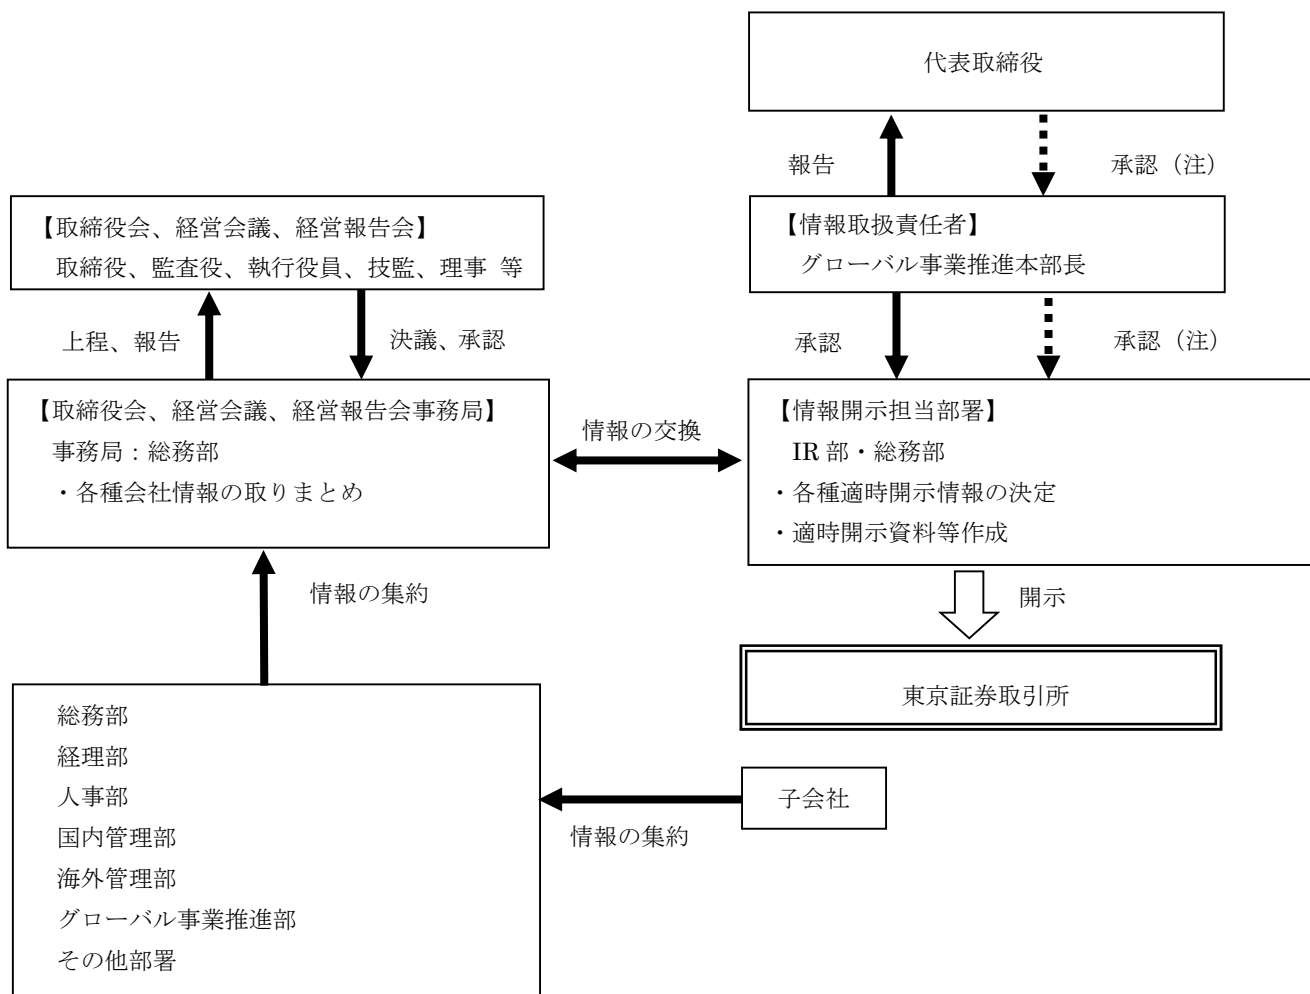 代表取締役
報告
承認（注）
【情報取扱責任者】
グローバル事業推進本部長
承認
承認（注）
【取締役会、経営会議、経営報告会】
取締役、監査役、執行役員、技監、理事 等
上程、報告
決議、承認
【取締役会、経営会議、経営報告会事務局】
事務局：総務部
・各種会社情報の取りまとめ
情報の交換
【情報開示担当部署】
IR 部・総務部
・各種適時開示情報の決定
・適時開示資料等作成
情報の集約
開示
東京証券取引所
総務部
経理部
人事部
国内管理部
海外管理部
グローバル事業推進部
その他部署
子会社
情報の集約